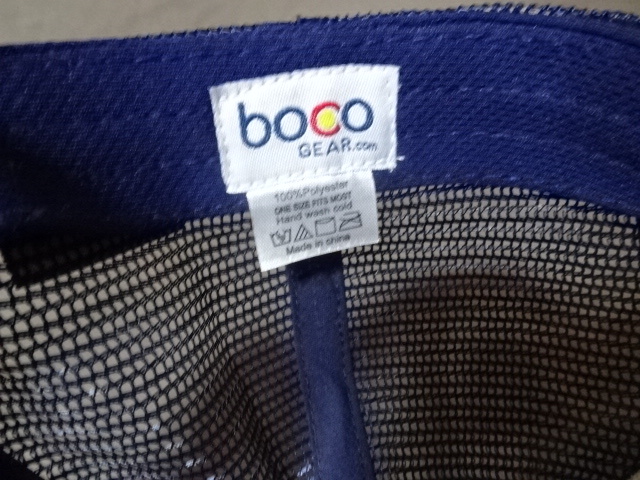 boco
GEAR.com
100%Polyester
ONE SIZE FITS MOST
Hand wash cold
Made in china